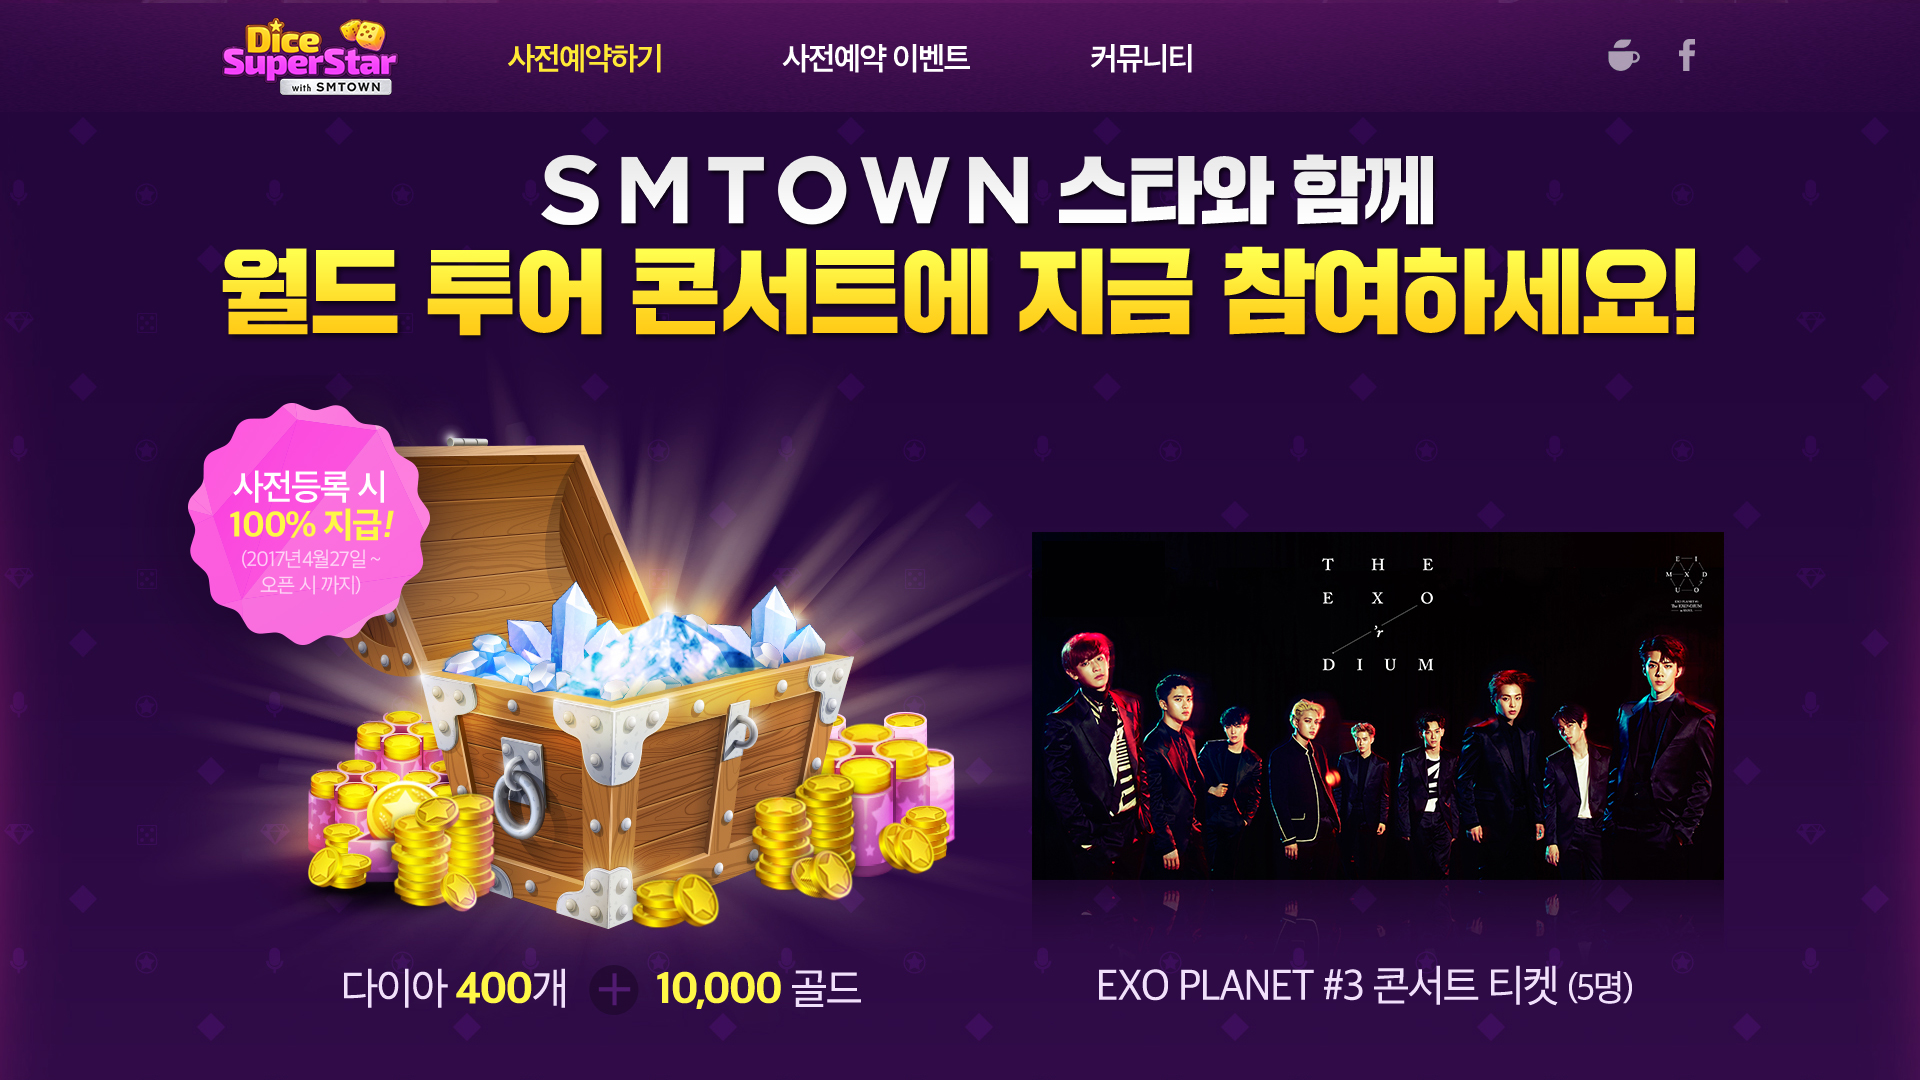 Dice
SuperStar
with SMTOWN
사전예약하기
사전예약 이벤트
커뮤니티
SMTOWN 스타와 함께
월드 투어 콘서트에 지금 참여하세요!
사전등록 시
100% 지급!
(2017년4월27일 ~
오픈 시 까지)
THE
EXO
'r
DIUM
E I
M X D
U O
다이아 400개 + 10,000 골드
EXO PLANET #3 콘서트 티켓 (5명)